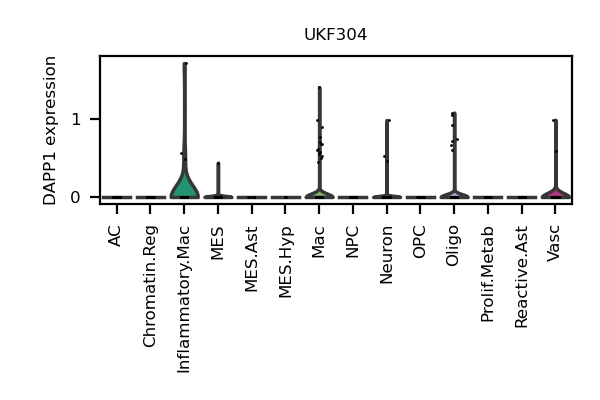 UKF304
DAPP1 expression
1
0
AC
Chromatin.Reg
Inflammatory.Mac
MES
MES.Ast
MES.Hyp
Mac
NPC
Neuron
OPC
Oligo
Prolif.Metab
Reactive.Ast
Vasc